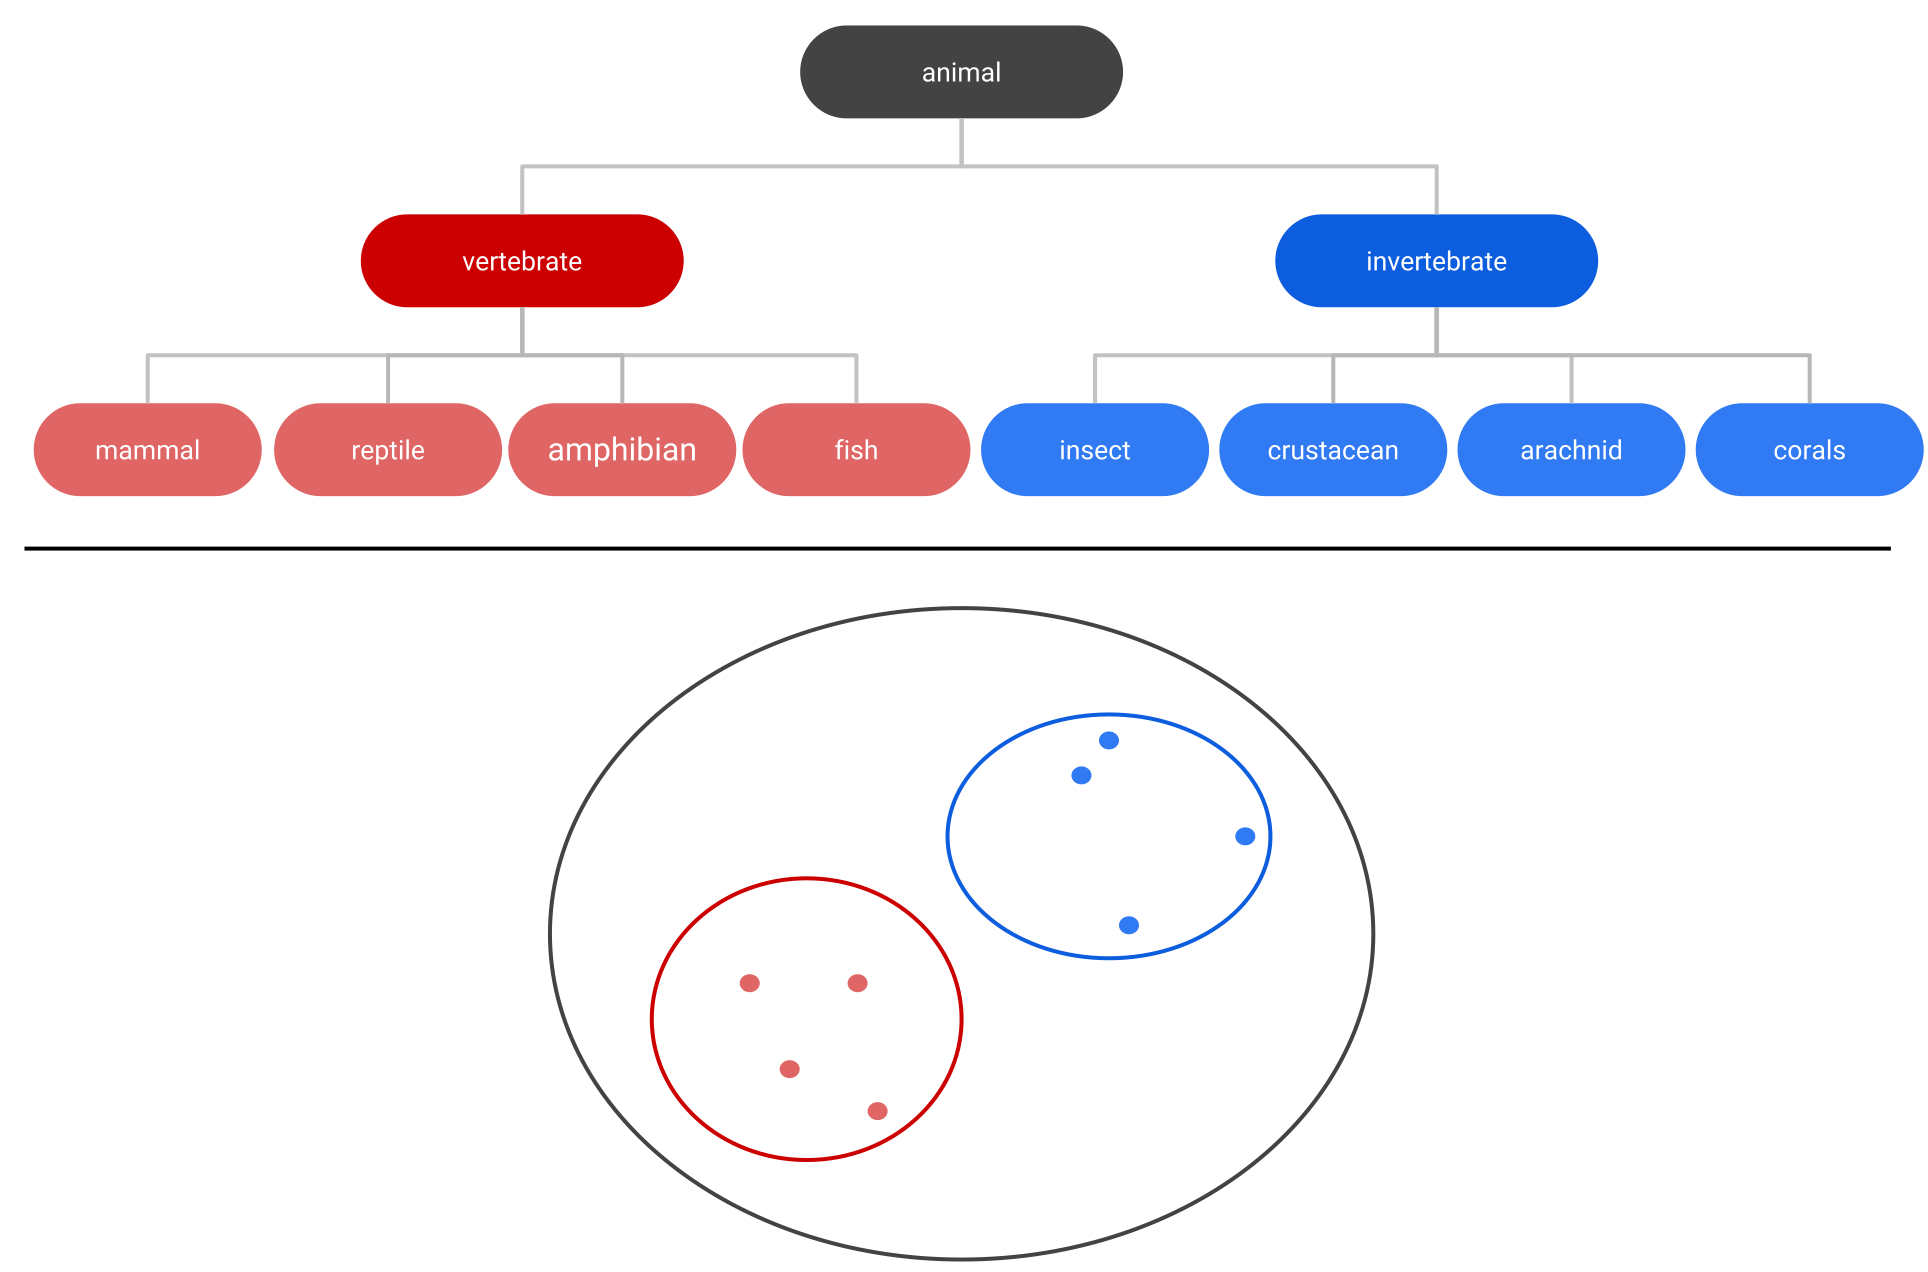 animal
vertebrate
invertebrate
mammal
reptile
amphibian
fish
insect
crustacean
arachnid
corals